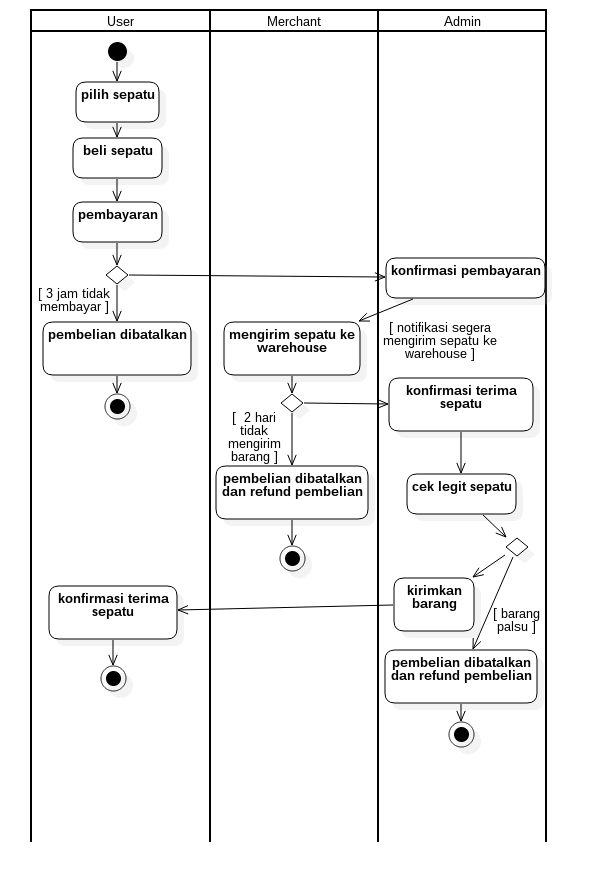 User
Merchant
Admin
pilih sepatu
beli sepatu
pembayaran
konfirmasi pembayaran
[ 3 jam tidak
membayar ]
pembelian dibatalkan
mengirim sepatu ke
warehouse
[ notifikasi segera
mengirim sepatu ke
warehouse ]
konfirmasi terima
sepatu
[  2 hari
tidak
mengirim
barang ]
pembelian dibatalkan
dan refund pembelian
cek legit sepatu
kirimkan
barang
konfirmasi terima
sepatu
[ barang
palsu ]
pembelian dibatalkan
dan refund pembelian